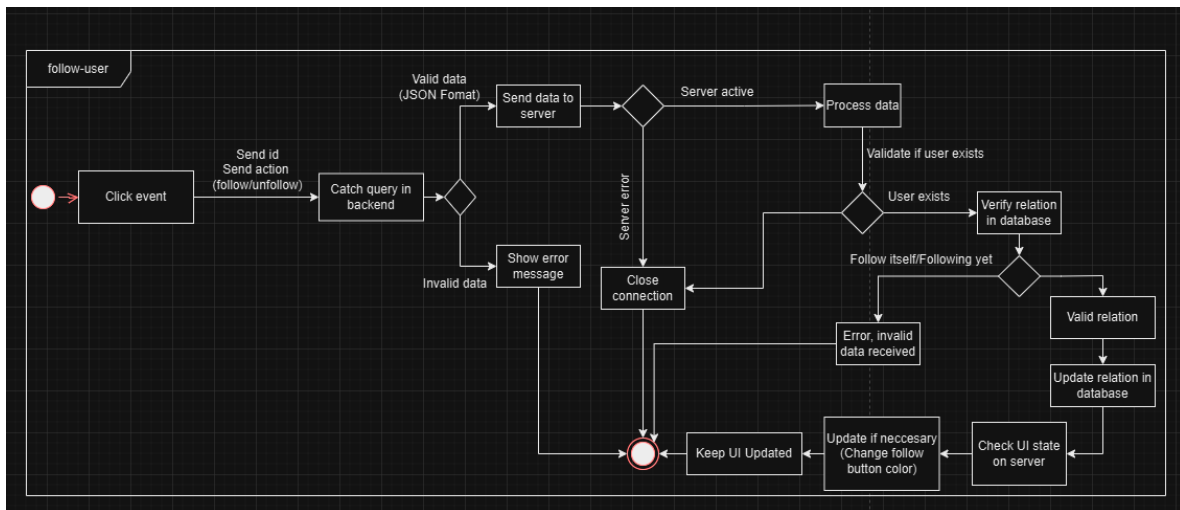 follow-user
Valid data
(JSON Fomat)
Send data to
server
Server active
Process data
Validate if user exists
Send id
Send action
(follow/unfollow)
Click event
Catch query in
backend
Server error
User exists
Verify relation
in database
Invalid data
Show error
message
Close
connection
Follow itself/Following yet
Valid relation
Error, invalid
data received
Update relation in
database
Keep UI Updated
Update if neccesary
(Change follow
button color)
Check UI state
on server